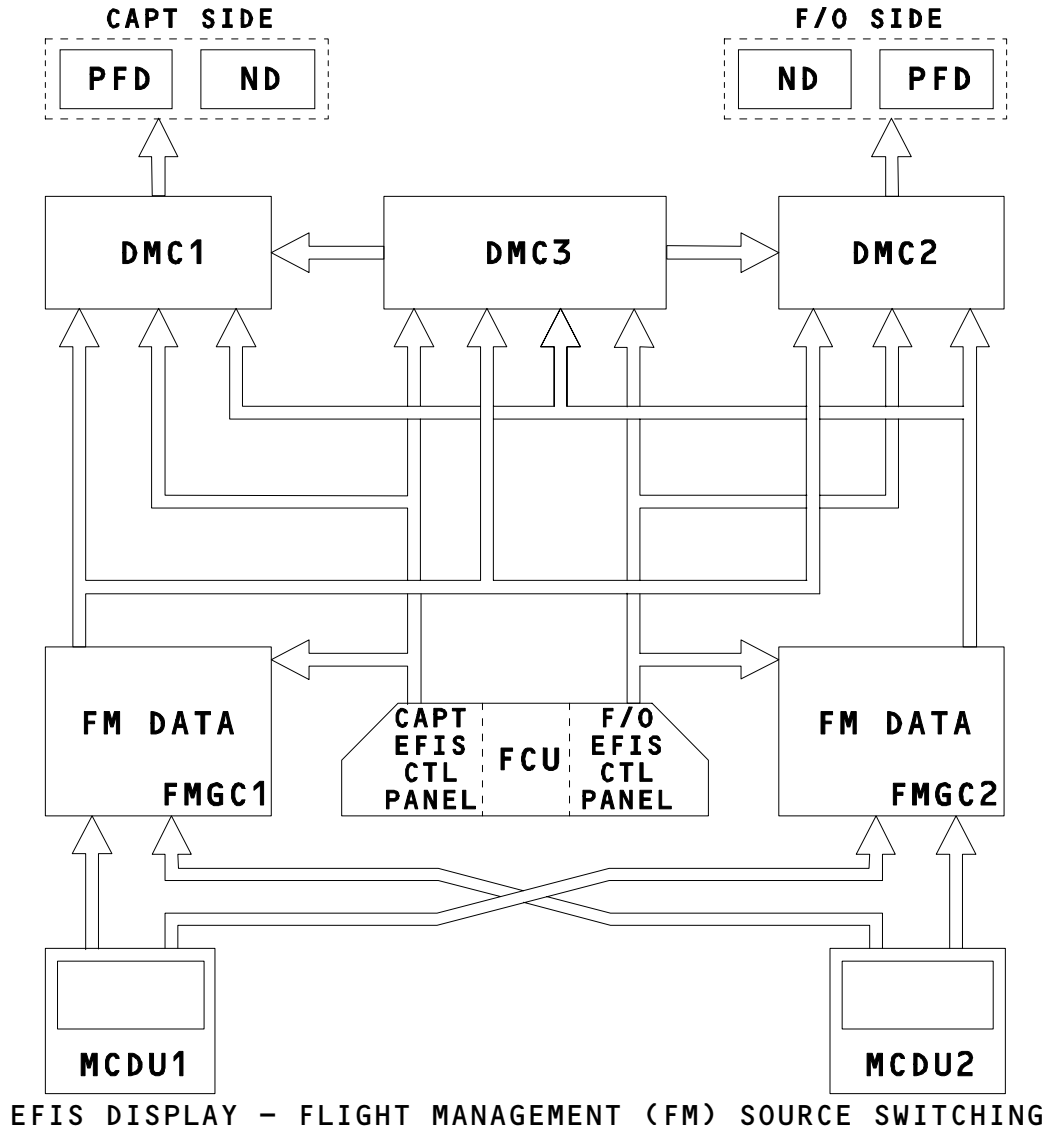 CAPT SIDE
F/O SIDE
PFD
ND
ND
PFD
DMC1
DMC3
DMC2
FM DATA
FMGC1
CAPT
EFIS
CTL
PANEL
FCU
F/O
EFIS
CTL
PANEL
FM DATA
FMGC2
MCDU1
MCDU2
EFIS DISPLAY – FLIGHT MANAGEMENT (FM) SOURCE SWITCHING